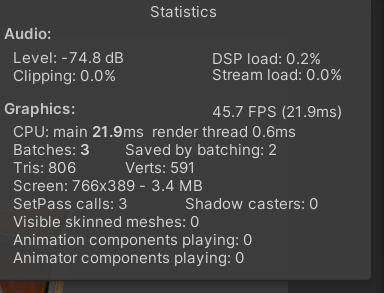 Statistics
Audio:
Level: -74.8 dB DSP load: 0.2%
Clipping: 0.0% Stream load: 0.0%
Graphics: 45.7 FPS (21.9ms)
CPU: main 21.9ms render thread 0.6ms
Batches: 3 Saved by batching: 2
Tris: 806 Verts: 591
Screen: 766x389 - 3.4 MB
SetPass calls: 3 Shadow casters: 0
Visible skinned meshes: 0
Animation components playing: 0
Animator components playing: 0